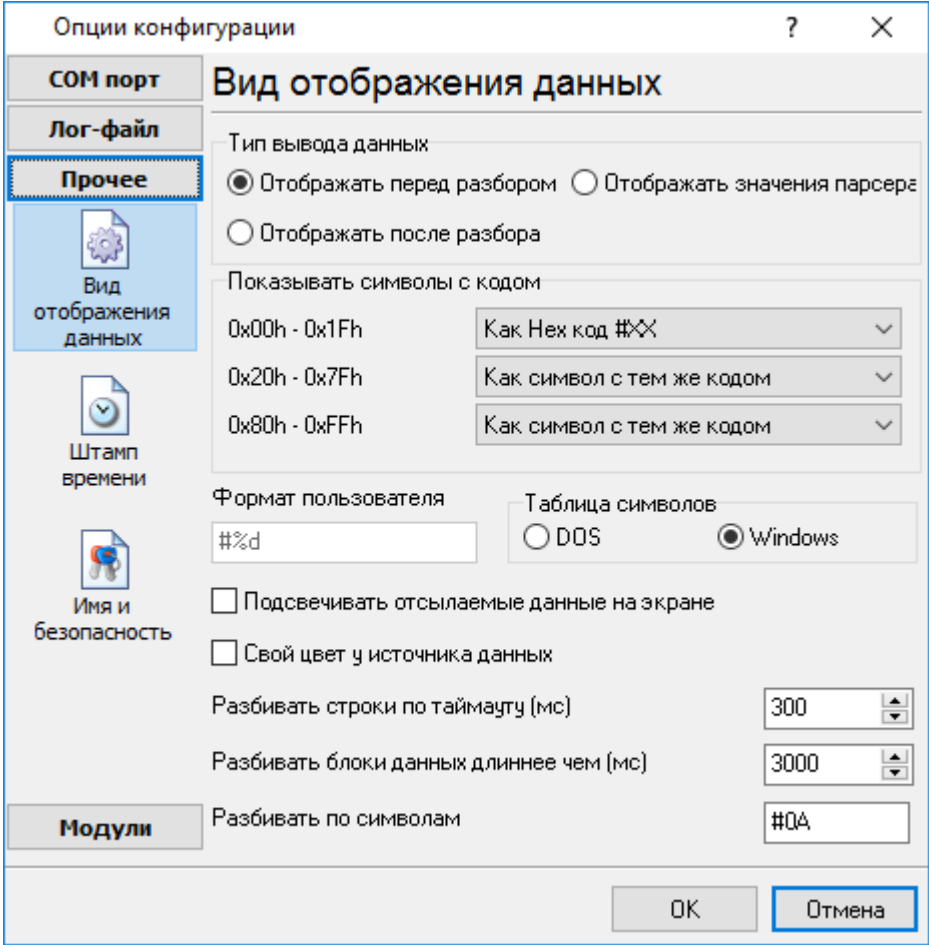 Опции конфигурации
?
COM порт
Лог-файл
Прочее
Вид
отображения
данных
Штамп
времени
Имя и
безопасность
Модули
Вид отображения данных
Тип вывода данных
Отображать перед разбором
Отображать значения парсера
Отображать после разбора
Показывать символы с кодом
0x00h - 0x1Fh
Как Hex код #XX
0x20h - 0x7Fh
Как символ с тем же кодом
0x80h - 0xFFh
Как символ с тем же кодом
Формат пользователя
#%d
Таблица символов
DOS
Windows
Подсвечивать отсылаемые данные на экране
Свой цвет у источника данных
Разбивать строки по таймауту (мс)
300
Разбивать блоки данных длиннее чем (мс)
3000
Разбивать по символам
#0A
OK
Отмена